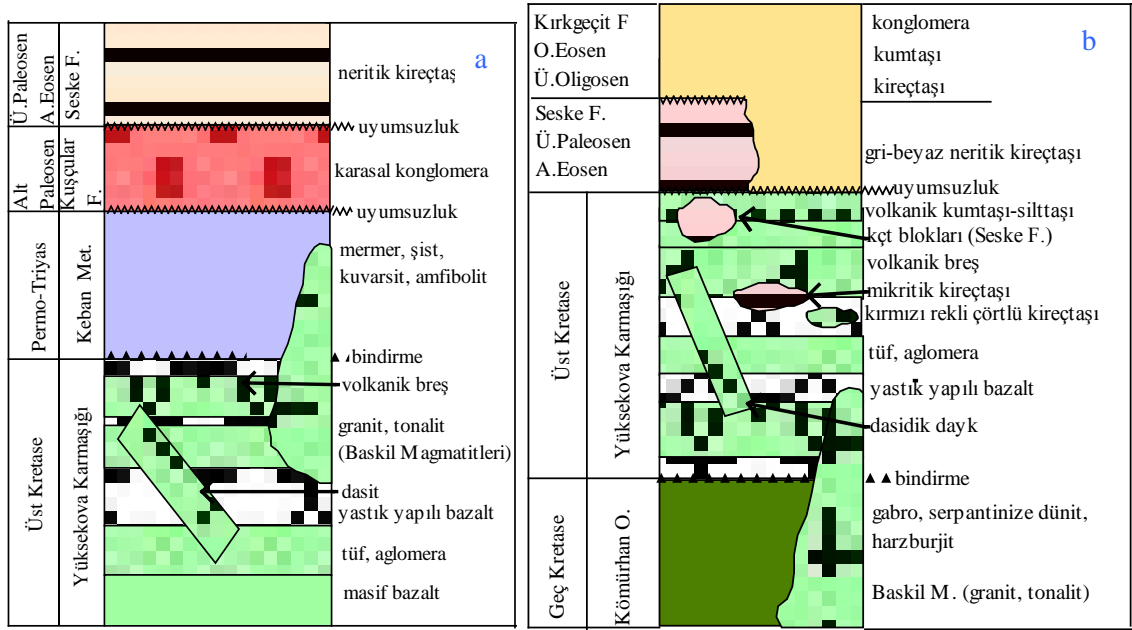 a
Ü.Paleosen
A.Eosen
Seske F.
neritik kireçtaş
uyumsuzluk
Alt
Paleosen
Kuşçular
F.
karasal konglomera
uyumsuzluk
Permo-Triyas
Keban Met.
mermer, şist,
kuvarsit, amfibolit
bindirme
volkanik breş
Üst Kretase
Yüksekova Karmaşığı
granit, tonalit
(Baskil Magmatitleri)
dasit
yastık yapılı bazalt
tüf, aglomera
masif bazalt
b
Kırkgeçit F
O.Eosen
Ü.Oligosen
konglomera
kumtaşı
kireçtaşı
Seske F.
Ü.Paleosen
A.Eosen
gri-beyaz neritik kireçtaşı
uyumsuzluk
Üst Kretase
Yüksekova Karmaşığı
volkanik kumtaşı-silttaşı
kçt blokları (Seske F.)
volkanik breş
mikritik kireçtaşı
kırmızı rekli çörtlü kireçtaşı
tüf, aglomera
yastık yapılı bazalt
dasidik dayk
bindirme
Geç Kretase
Kömürhan O.
gabro, serpantinize dünit,
harzburjit
Baskil M. (granit, tonalit)